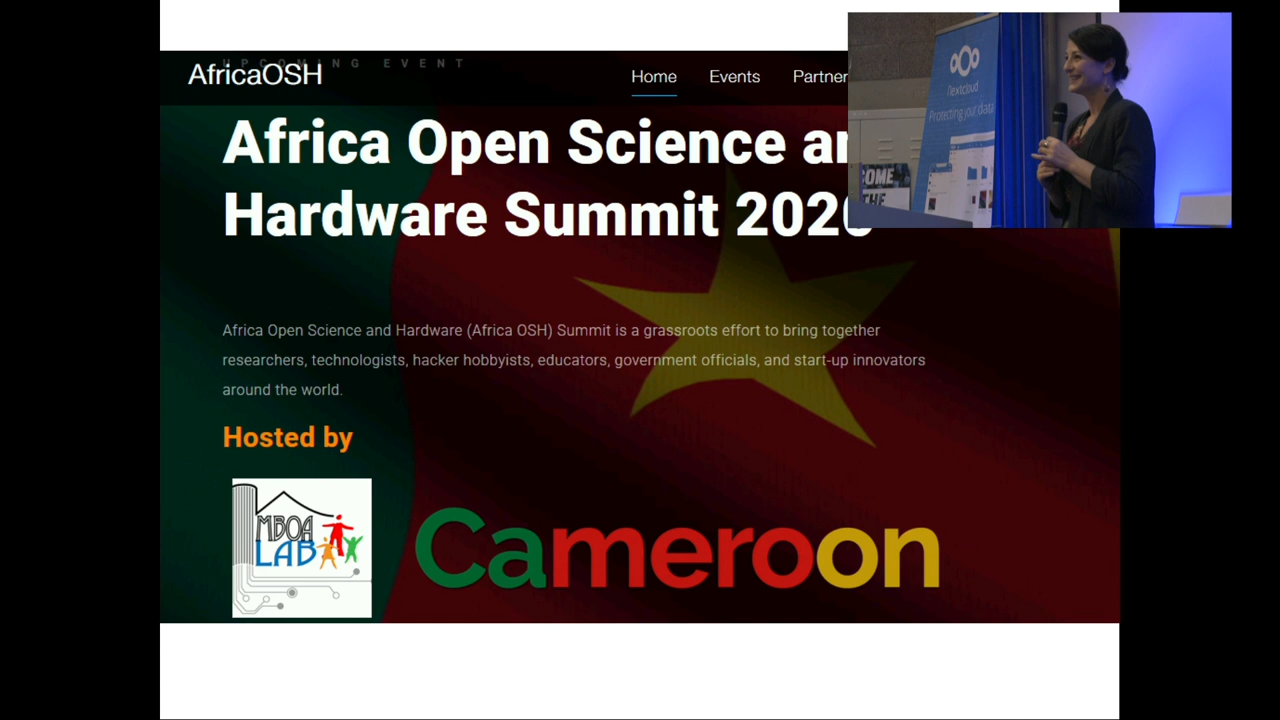 UPCOMING EVENT
AfricaOSH
Home Events Partner
Africa Open Science
Hardware Summit 2020
Africa Open Science and Hardware (Africa OSH) Summit is a grassroots effort to bring together
researchers, technologists, hacker hobbyists, educators, government officials, and start-up innovators
around the world.
Hosted by
MBOA
LAB
Cameroon
Nextcloud
Protecting your data
COME
THE